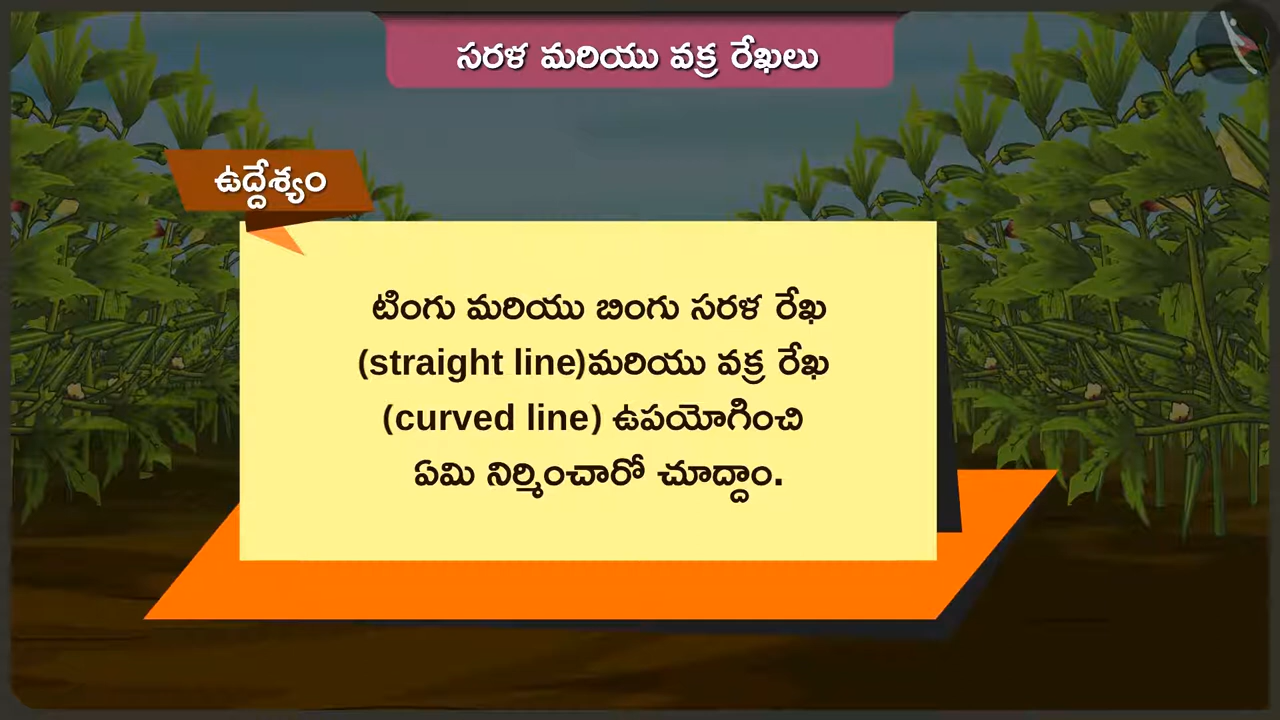 సరళ మరియు వక్ర రేఖలు
ఉద్దేశ్యం
టింగు మరియు బింగు సరళ రేఖ
(straight line)మరియు వక్ర రేఖ
(curved line) ఉపయోగించి
ఏమి నిర్మించారో చూద్దాం.